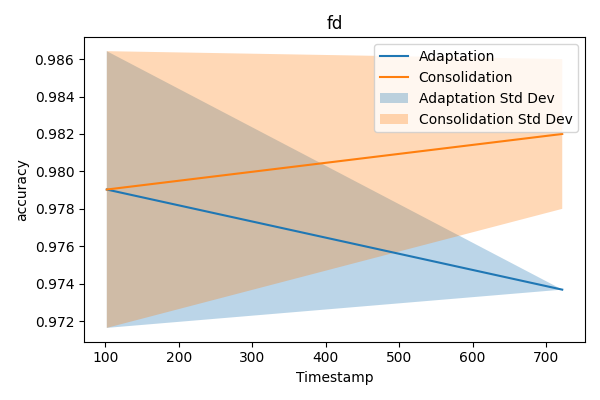 fd
Adaptation
Consolidation
Adaptation Std Dev
Consolidation Std Dev
accuracy
0.986
0.984
0.982
0.980
0.978
0.976
0.974
0.972
100 200 300 400 500 600 700
Timestamp